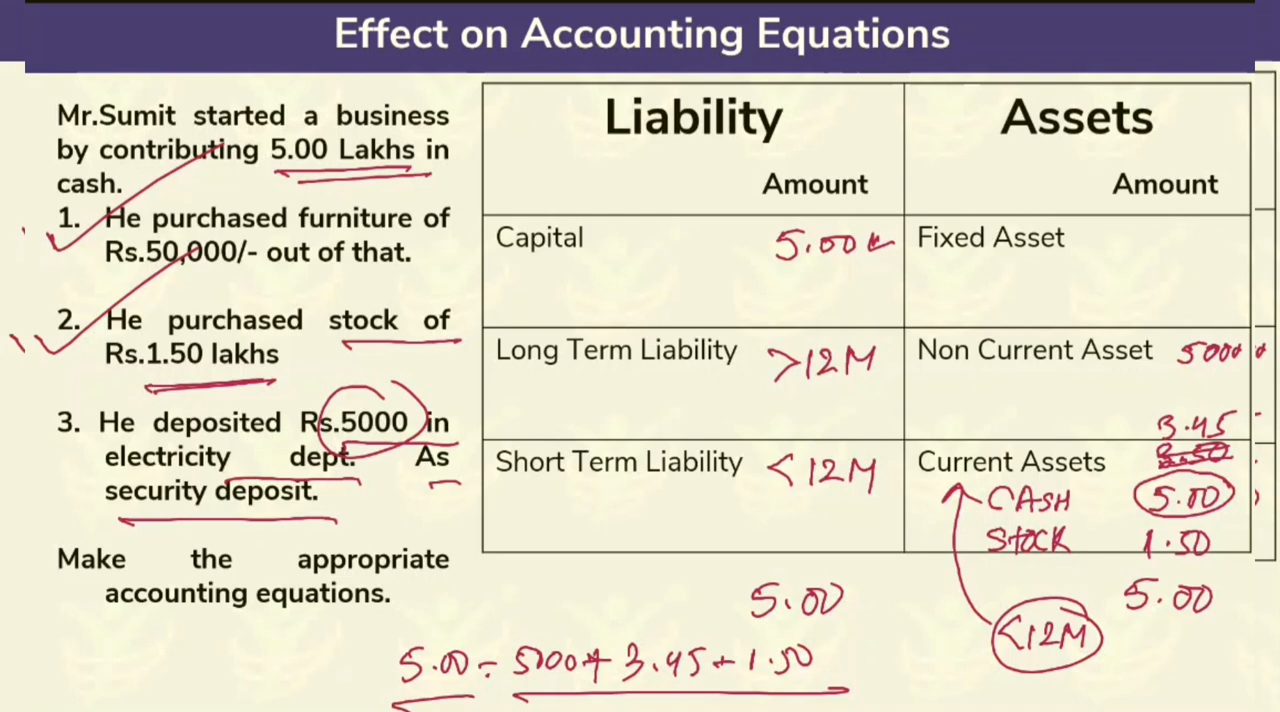 Effect on Accounting Equations
Mr.Sumit started a business
by contributing 5.00 Lakhs in
cash.
1. He purchased furniture of
Rs.50,000/- out of that.
2. He purchased stock of
Rs.1.50 lakhs
3. He deposited Rs.5000 in
electricity dept. As
security deposit.
Make the appropriate
accounting equations.
Liability
Amount
Assets
Amount
Capital 5.00
Fixed Asset
Long Term Liability >12M
Non Current Asset 5000
Short Term Liability <12M
3.45
Current Assets 3.50
CASH 5.00
STOCK 1.50
5.00
5.00
<12M
5.00 = 5000+ 3.45+1.50